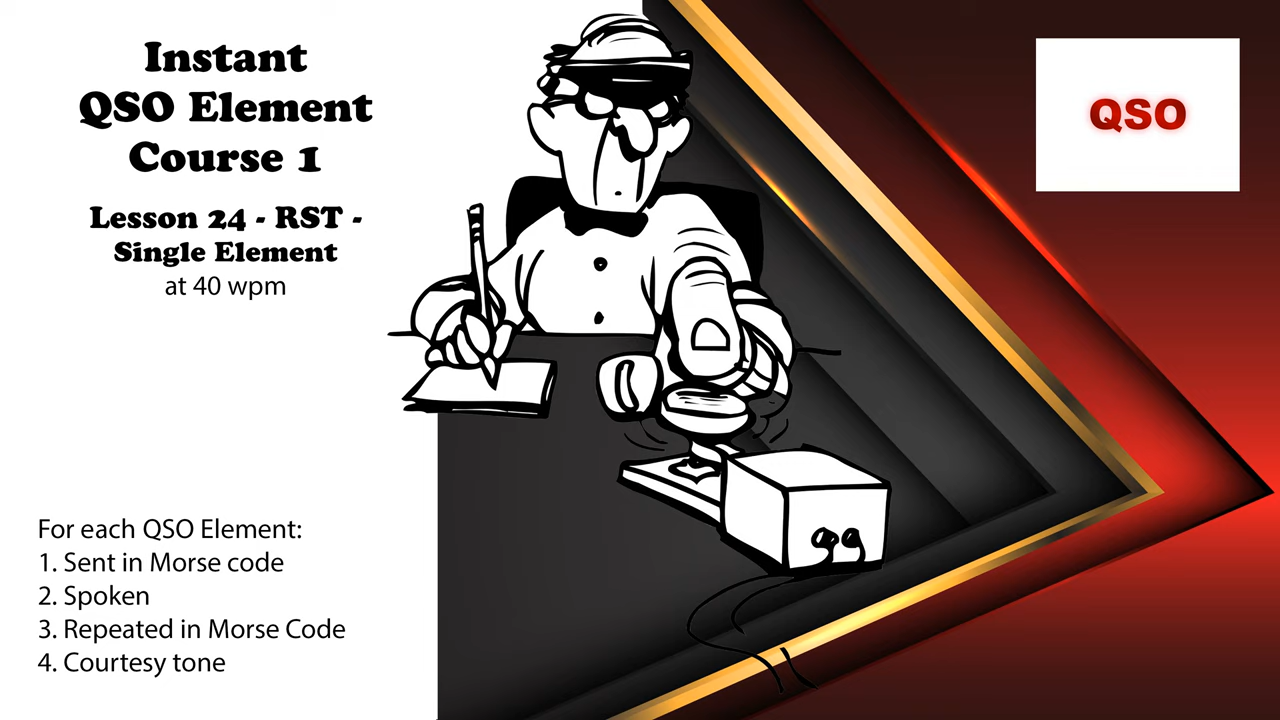 Instant
QSO Element
Course 1
Lesson 24 - RST -
Single Element
at 40 wpm
QSO
For each QSO Element:
1. Sent in Morse code
2. Spoken
3. Repeated in Morse Code
4. Courtesy tone